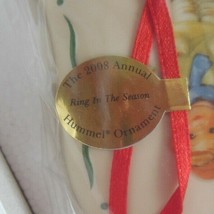 The 2008 Annual
Ring In The Season
Hummel® Ornament